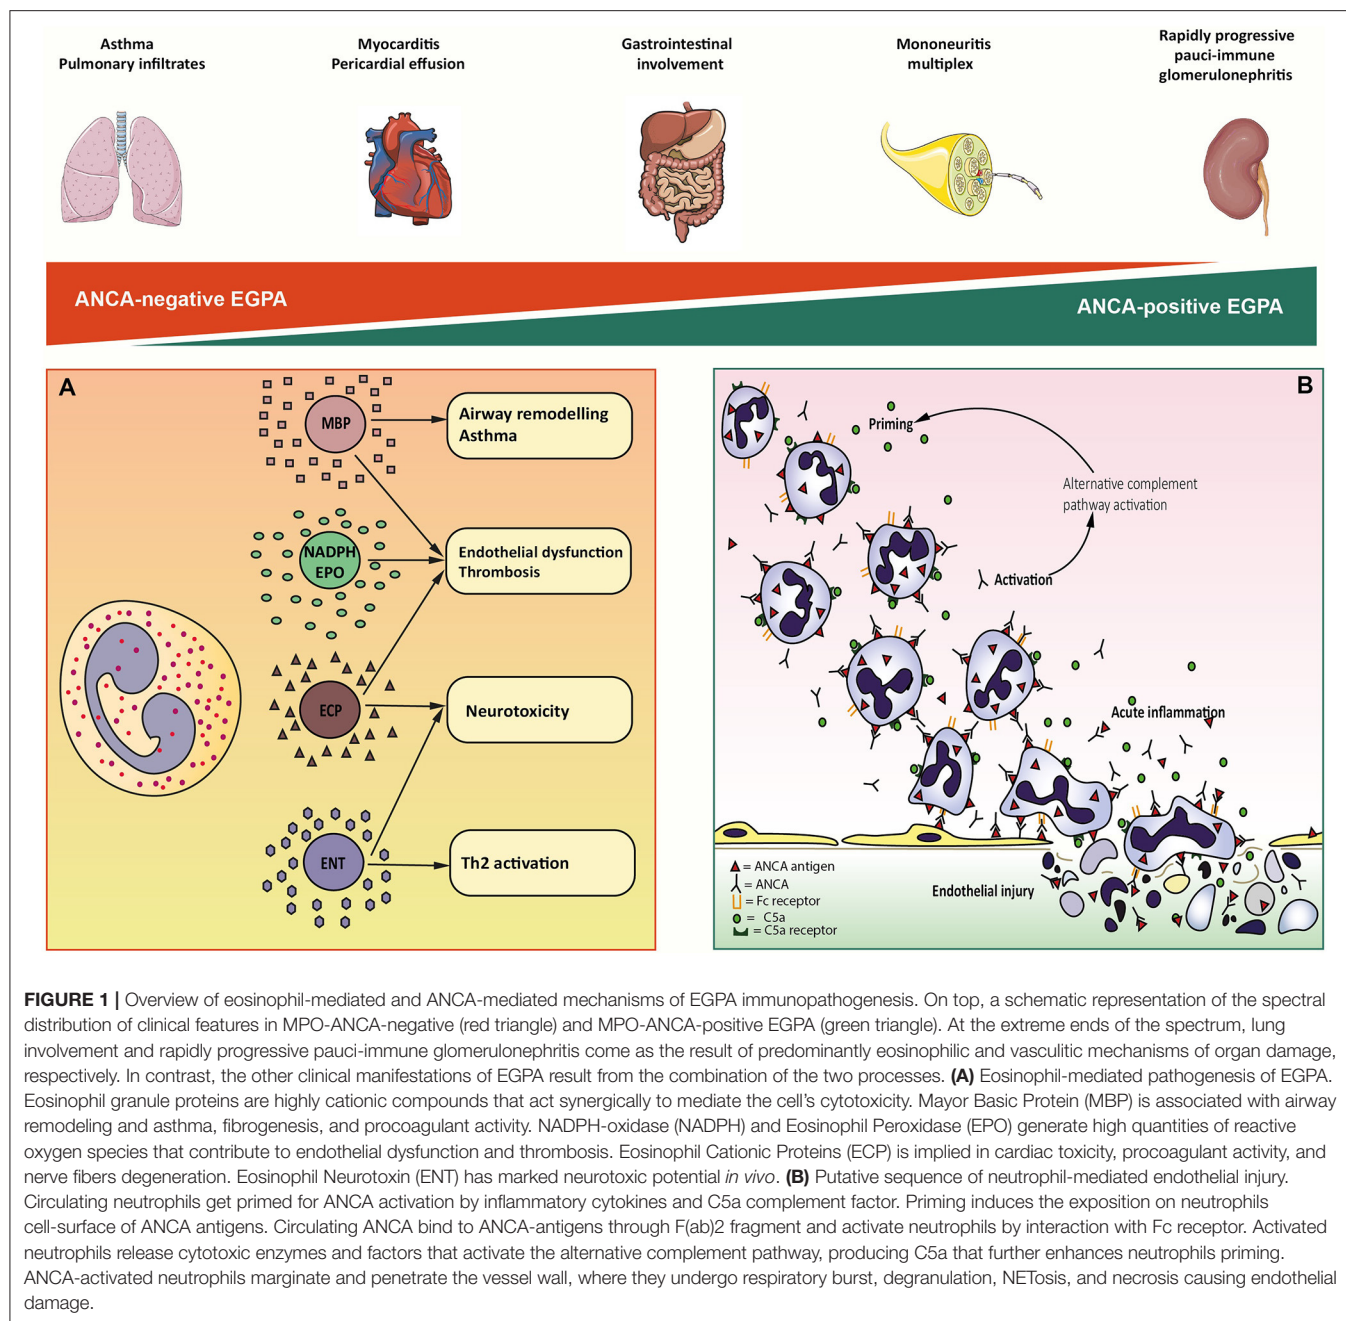 Asthma
Pulmonary infiltrates
Myocarditis
Pericardial effusion
Gastrointestinal
involvement
Mononeuritis
multiplex
Rapidly progressive
pauci-immune
glomerulonephritis
ANCA-negative EGPA
ANCA-positive EGPA
A
MBP
Airway remodelling
Asthma
NADPH
EPO
Endothelial dysfunction
Thrombosis
ECP
Neurotoxicity
ENT
Th2 activation
B
Priming
Alternative complement
pathway activation
Activation
Acute inflammation
Endothelial injury
= ANCA antigen
= ANCA
= Fc receptor
= C5a
= C5a receptor
FIGURE 1 | Overview of eosinophil-mediated and ANCA-mediated mechanisms of EGPA immunopathogenesis. On top, a schematic representation of the spectral
distribution of clinical features in MPO-ANCA-negative (red triangle) and MPO-ANCA-positive EGPA (green triangle). At the extreme ends of the spectrum, lung
involvement and rapidly progressive pauci-immune glomerulonephritis come as the result of predominantly eosinophilic and vasculitic mechanisms of organ damage,
respectively. In contrast, the other clinical manifestations of EGPA result from the combination of the two processes. (A) Eosinophil-mediated pathogenesis of EGPA.
Eosinophil granule proteins are highly cationic compounds that act synergically to mediate the cell's cytotoxicity. Mayor Basic Protein (MBP) is associated with airway
remodeling and asthma, fibrogenesis, and procoagulant activity. NADPH-oxidase (NADPH) and Eosinophil Peroxidase (EPO) generate high quantities of reactive
oxygen species that contribute to endothelial dysfunction and thrombosis. Eosinophil Cationic Proteins (ECP) is implied in cardiac toxicity, procoagulant activity, and
nerve fibers degeneration. Eosinophil Neurotoxin (ENT) has marked neurotoxic potential in vivo. (B) Putative sequence of neutrophil-mediated endothelial injury.
Circulating neutrophils get primed for ANCA activation by inflammatory cytokines and C5a complement factor. Priming induces the exposition on neutrophils
cell-surface of ANCA antigens. Circulating ANCA bind to ANCA-antigens through F(ab)2 fragment and activate neutrophils by interaction with Fc receptor. Activated
neutrophils release cytotoxic enzymes and factors that activate the alternative complement pathway, producing C5a that further enhances neutrophils priming.
ANCA-activated neutrophils marginate and penetrate the vessel wall, where they undergo respiratory burst, degranulation, NETosis, and necrosis causing endothelial
damage.